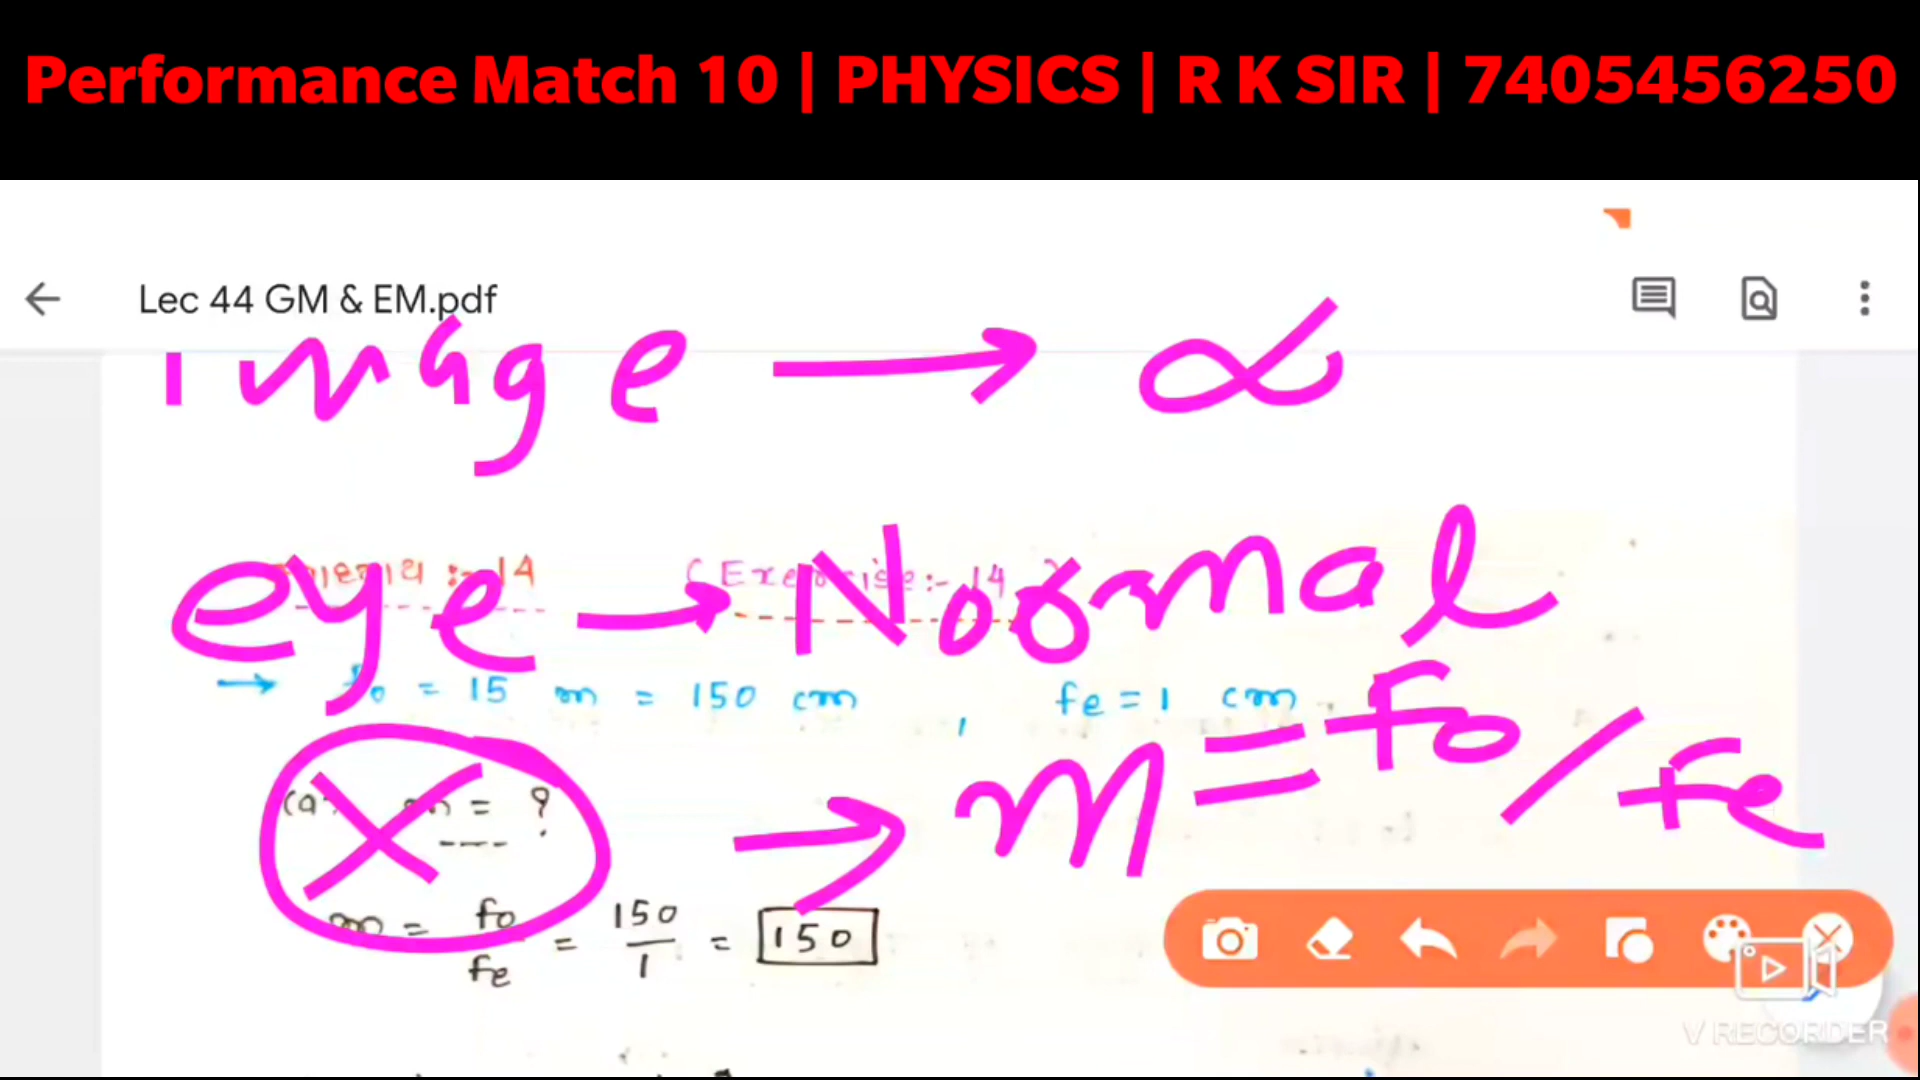 Performance Match 10 | PHYSICS | R K SIR | 7405456250
Lec 44 GM & EM.pdf
Image → ∝
:- 14 (Exercise:- 14)
eye → Normal
→ fo = 15 m = 150 cm , fe = 1 cm
(a) m = ?
→ m = fo/fe
m = fo/fe = 150/1 = 150
V RECORDER